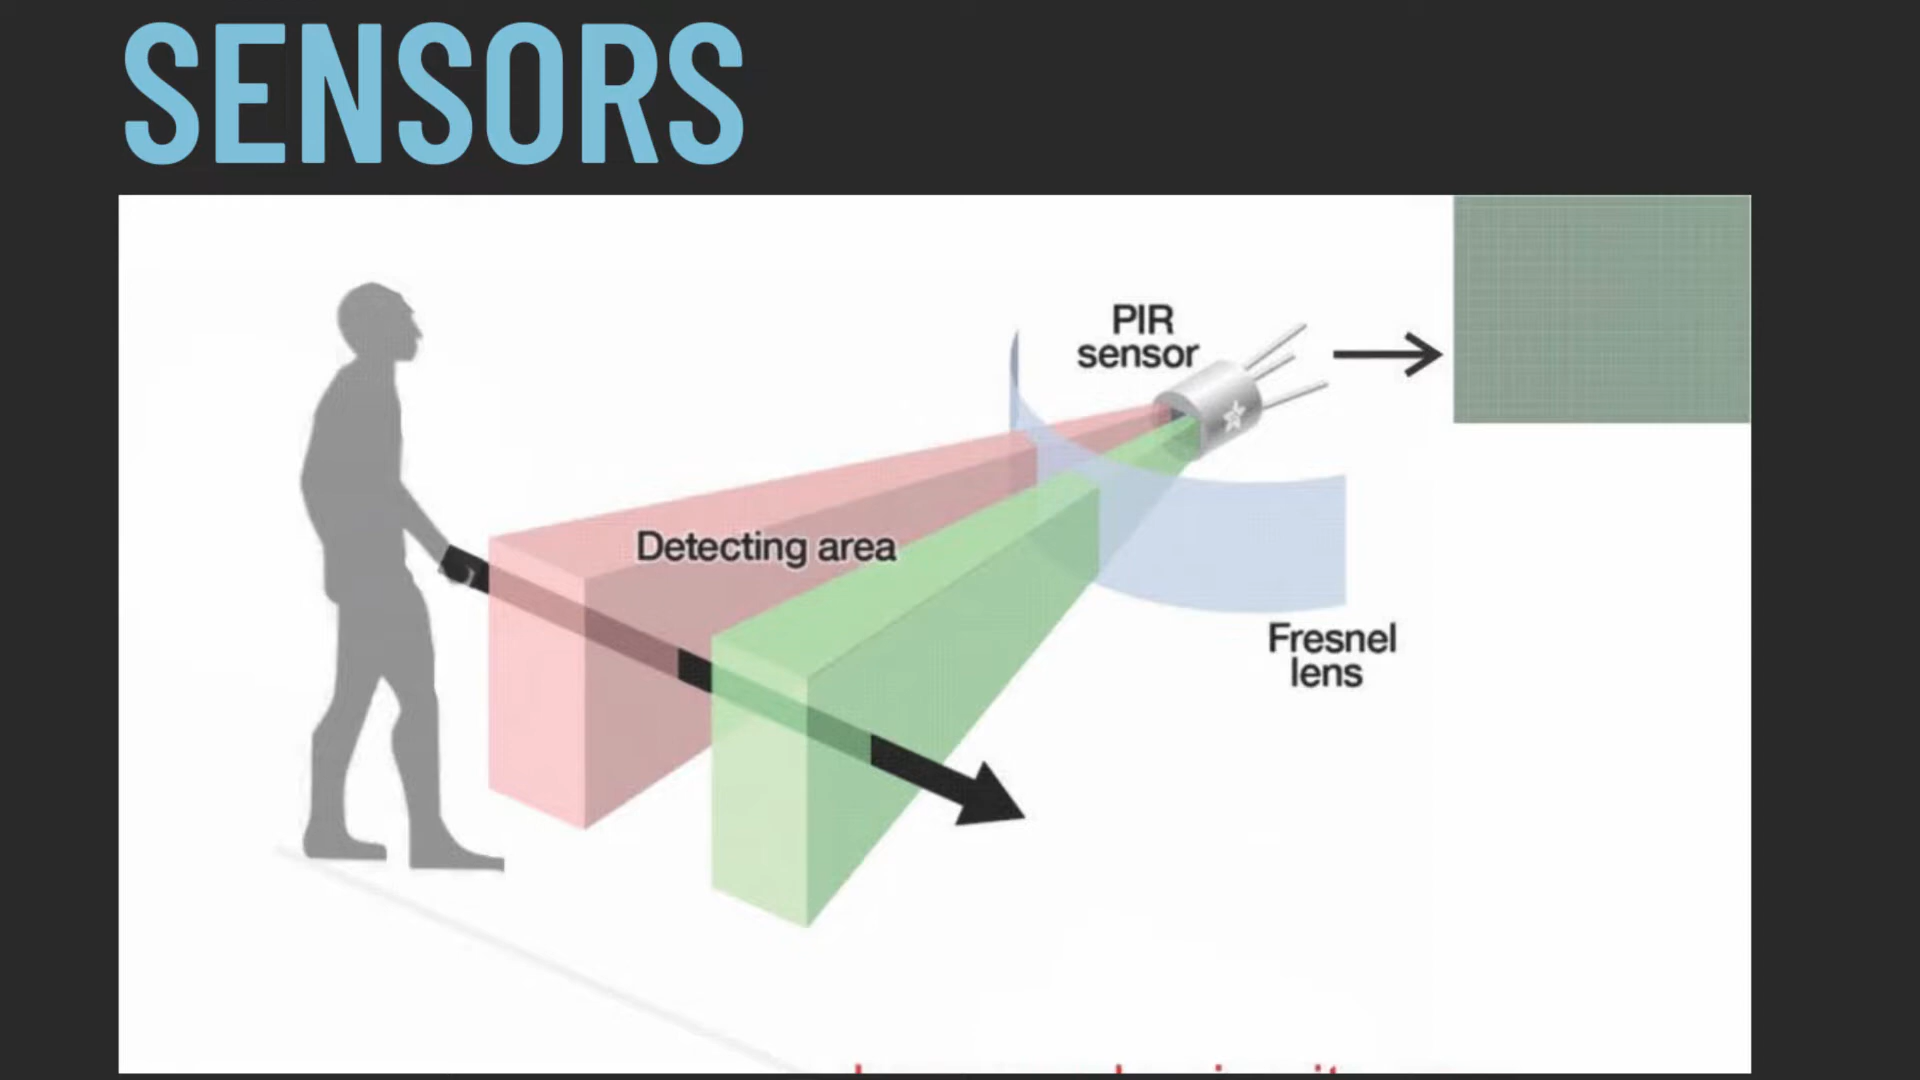 SENSORS
PIR
sensor
Detecting area
Fresnel
lens